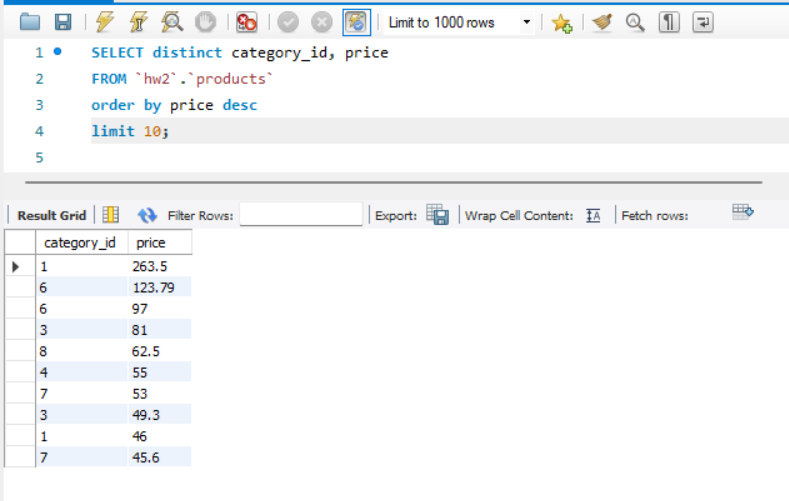 Limit to 1000 rows
1 SELECT distinct category_id, price
2 FROM `hw2`.`products`
3 order by price desc
4 limit 10;
5
Result Grid Filter Rows: Export: Wrap Cell Content: Fetch rows:
category_id price
1 263.5
6 123.79
6 97
3 81
8 62.5
4 55
7 53
3 49.3
1 46
7 45.6